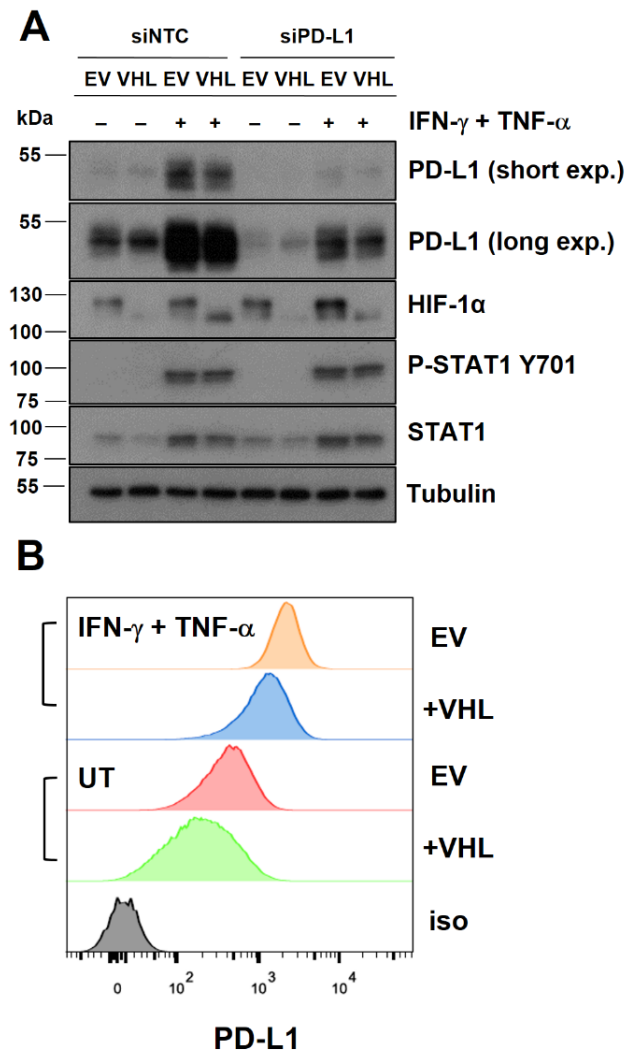 A
siNTC siPD-L1
EV VHL EV VHL EV VHL EV VHL
kDa – – + + – – + + IFN-γ + TNF-α
55 PD-L1 (short exp.)
55 PD-L1 (long exp.)
130 HIF-1α
100
100 P-STAT1 Y701
75
100 STAT1
75
55 Tubulin
B
IFN-γ + TNF-α EV
+VHL
UT EV
+VHL
iso
0 10² 10³ 10⁴
PD-L1